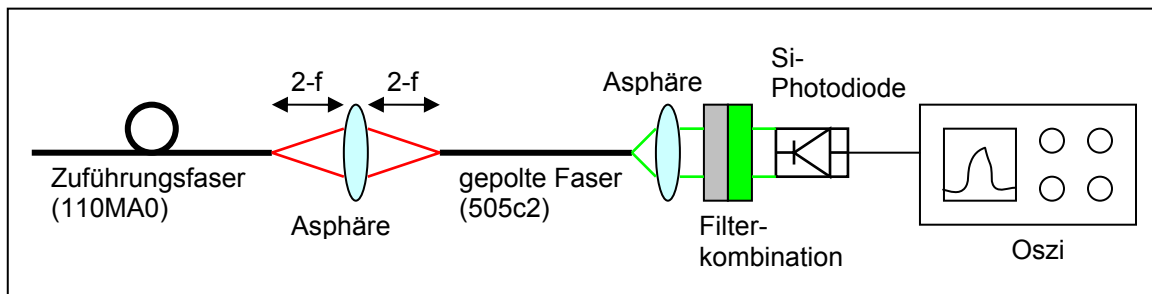 2-f
2-f
Asphäre
Si-
Photodiode
Zuführungsfaser
(110MA0)
Asphäre
gepolte Faser
(505c2)
Filter-
kombination
Oszi